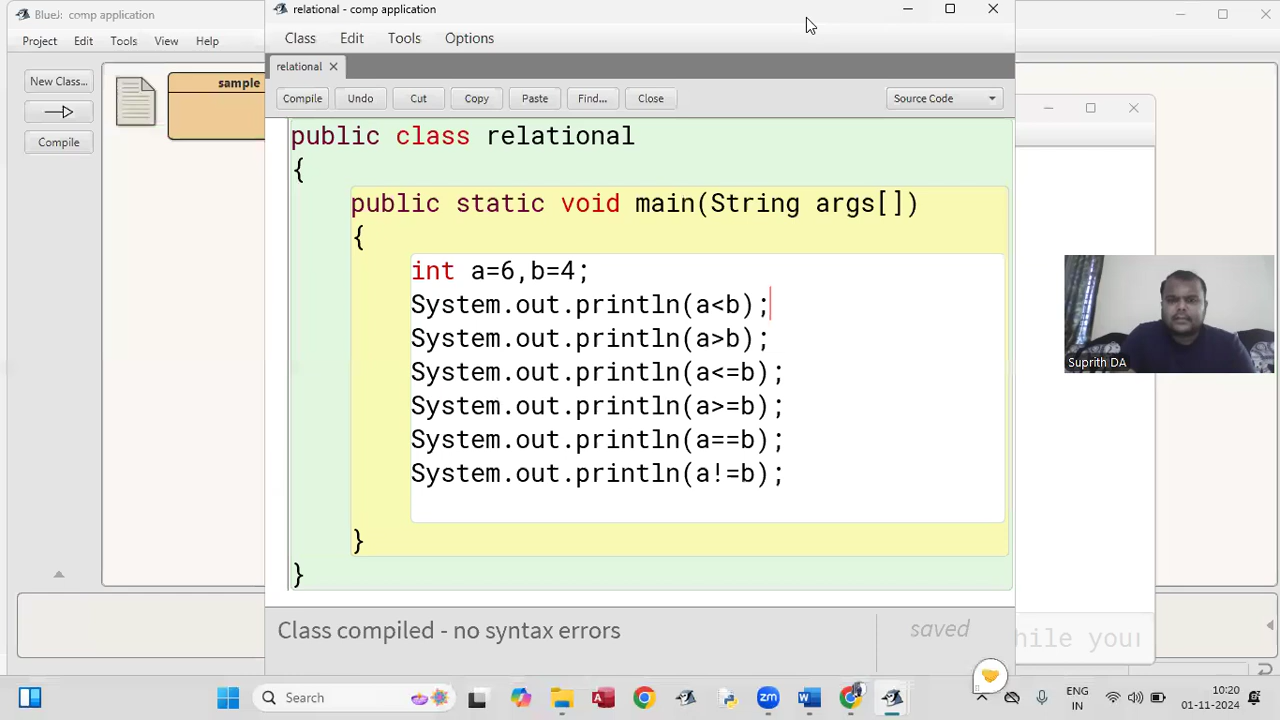 BlueJ: comp application
Project Edit Tools View Help
New Class...
Compile
sample
relational - comp application
Class Edit Tools Options
relational
Compile Undo Cut Copy Paste Find... Close Source Code
public class relational
{
public static void main(String args[])
{
int a=6,b=4;
System.out.println(a<b);
System.out.println(a>b);
System.out.println(a<=b);
System.out.println(a>=b);
System.out.println(a==b);
System.out.println(a!=b);
}
}
Class compiled - no syntax errors
saved
Suprith DA
Search
ENG
IN
10:20
01-11-2024